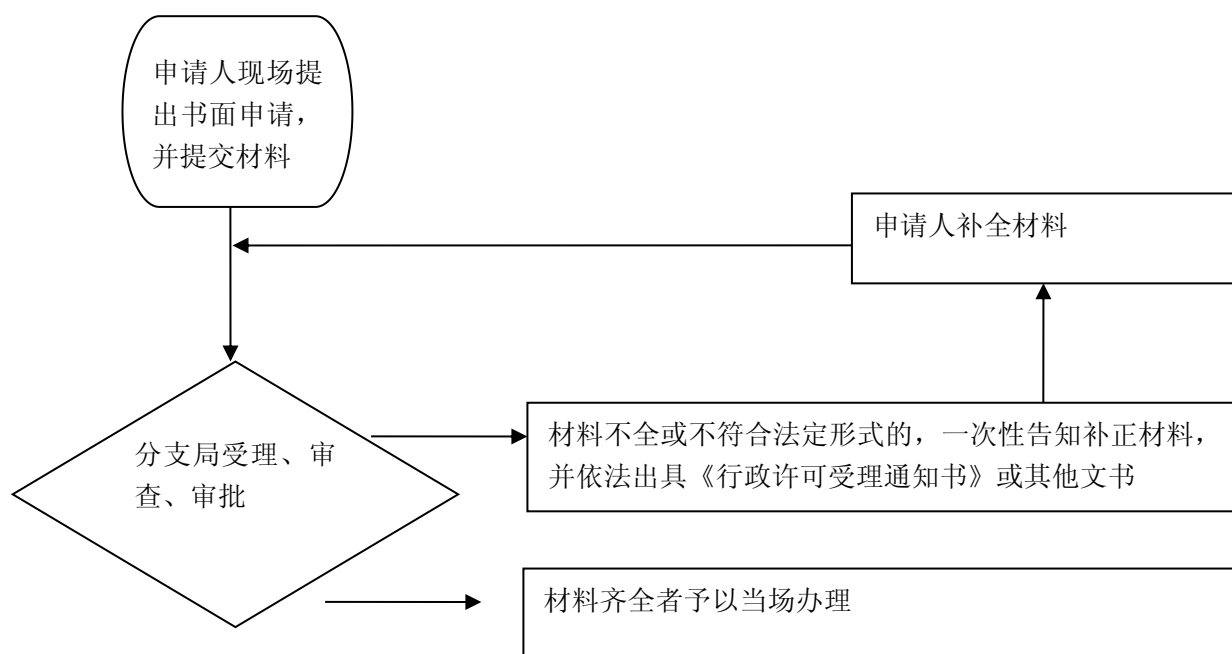 申请人现场提
出书面申请，
并提交材料
申请人补全材料
分支局受理、审
查、审批
材料不全或不符合法定形式的，一次性告知补正材料，
并依法出具《行政许可受理通知书》或其他文书
材料齐全者予以当场办理